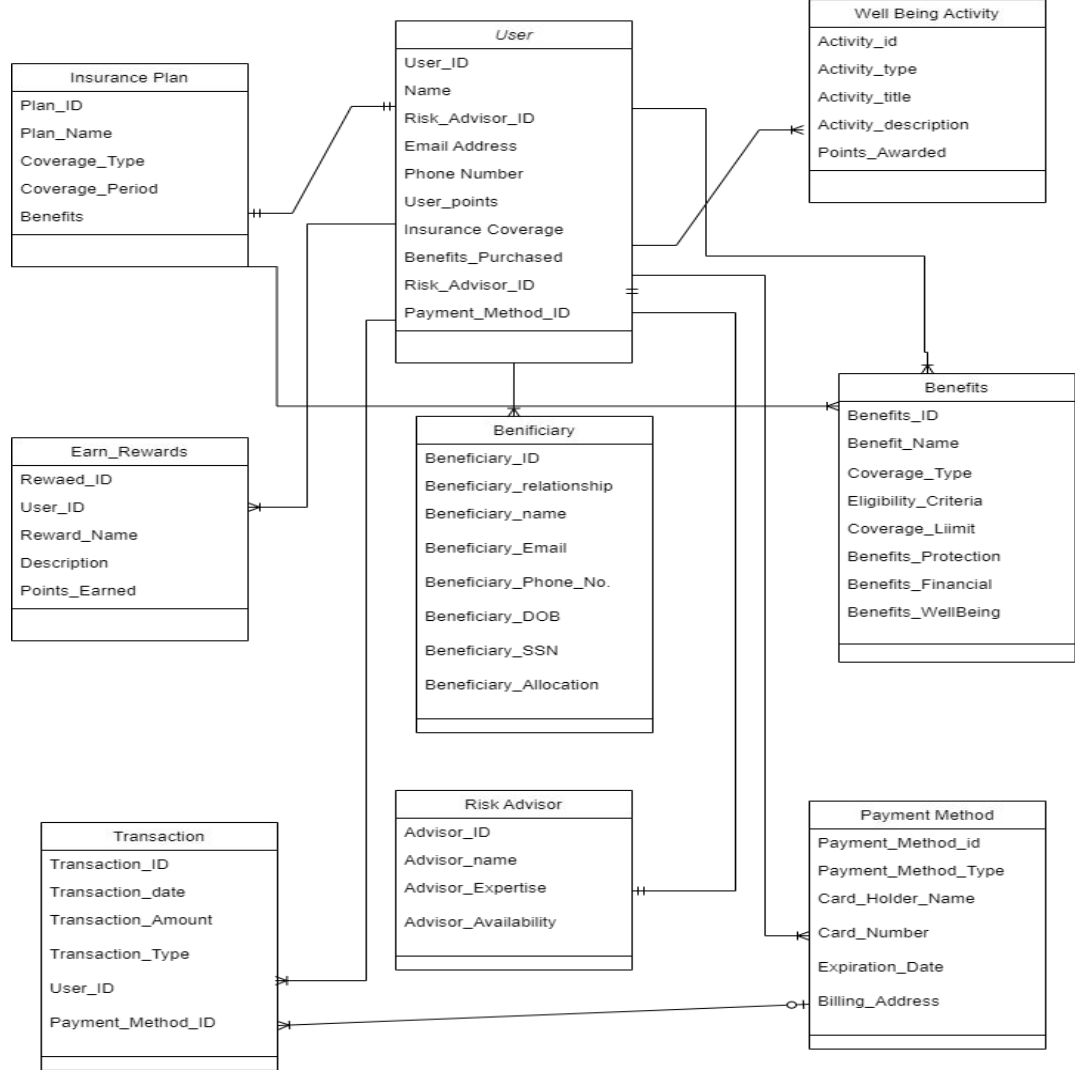 Well Being Activity
Activity_id
Activity_type
Activity_title
Activity_description
Points_Awarded
User
User_ID
Name
Risk_Advisor_ID
Email Address
Phone Number
User_points
Insurance Coverage
Benefits_Purchased
Risk_Advisor_ID
Payment_Method_ID
Insurance Plan
Plan_ID
Plan_Name
Coverage_Type
Coverage_Period
Benefits
Benefits
Benefits_ID
Benefit_Name
Coverage_Type
Eligibility_Criteria
Coverage_Liimit
Benefits_Protection
Benefits_Financial
Benefits_WellBeing
Benificiary
Beneficiary_ID
Beneficiary_relationship
Beneficiary_name
Beneficiary_Email
Beneficiary_Phone_No.
Beneficiary_DOB
Beneficiary_SSN
Beneficiary_Allocation
Earn_Rewards
Rewaed_ID
User_ID
Reward_Name
Description
Points_Earned
Risk Advisor
Advisor_ID
Advisor_name
Advisor_Expertise
Advisor_Availability
Payment Method
Payment_Method_id
Payment_Method_Type
Card_Holder_Name
Card_Number
Expiration_Date
Billing_Address
Transaction
Transaction_ID
Transaction_date
Transaction_Amount
Transaction_Type
User_ID
Payment_Method_ID